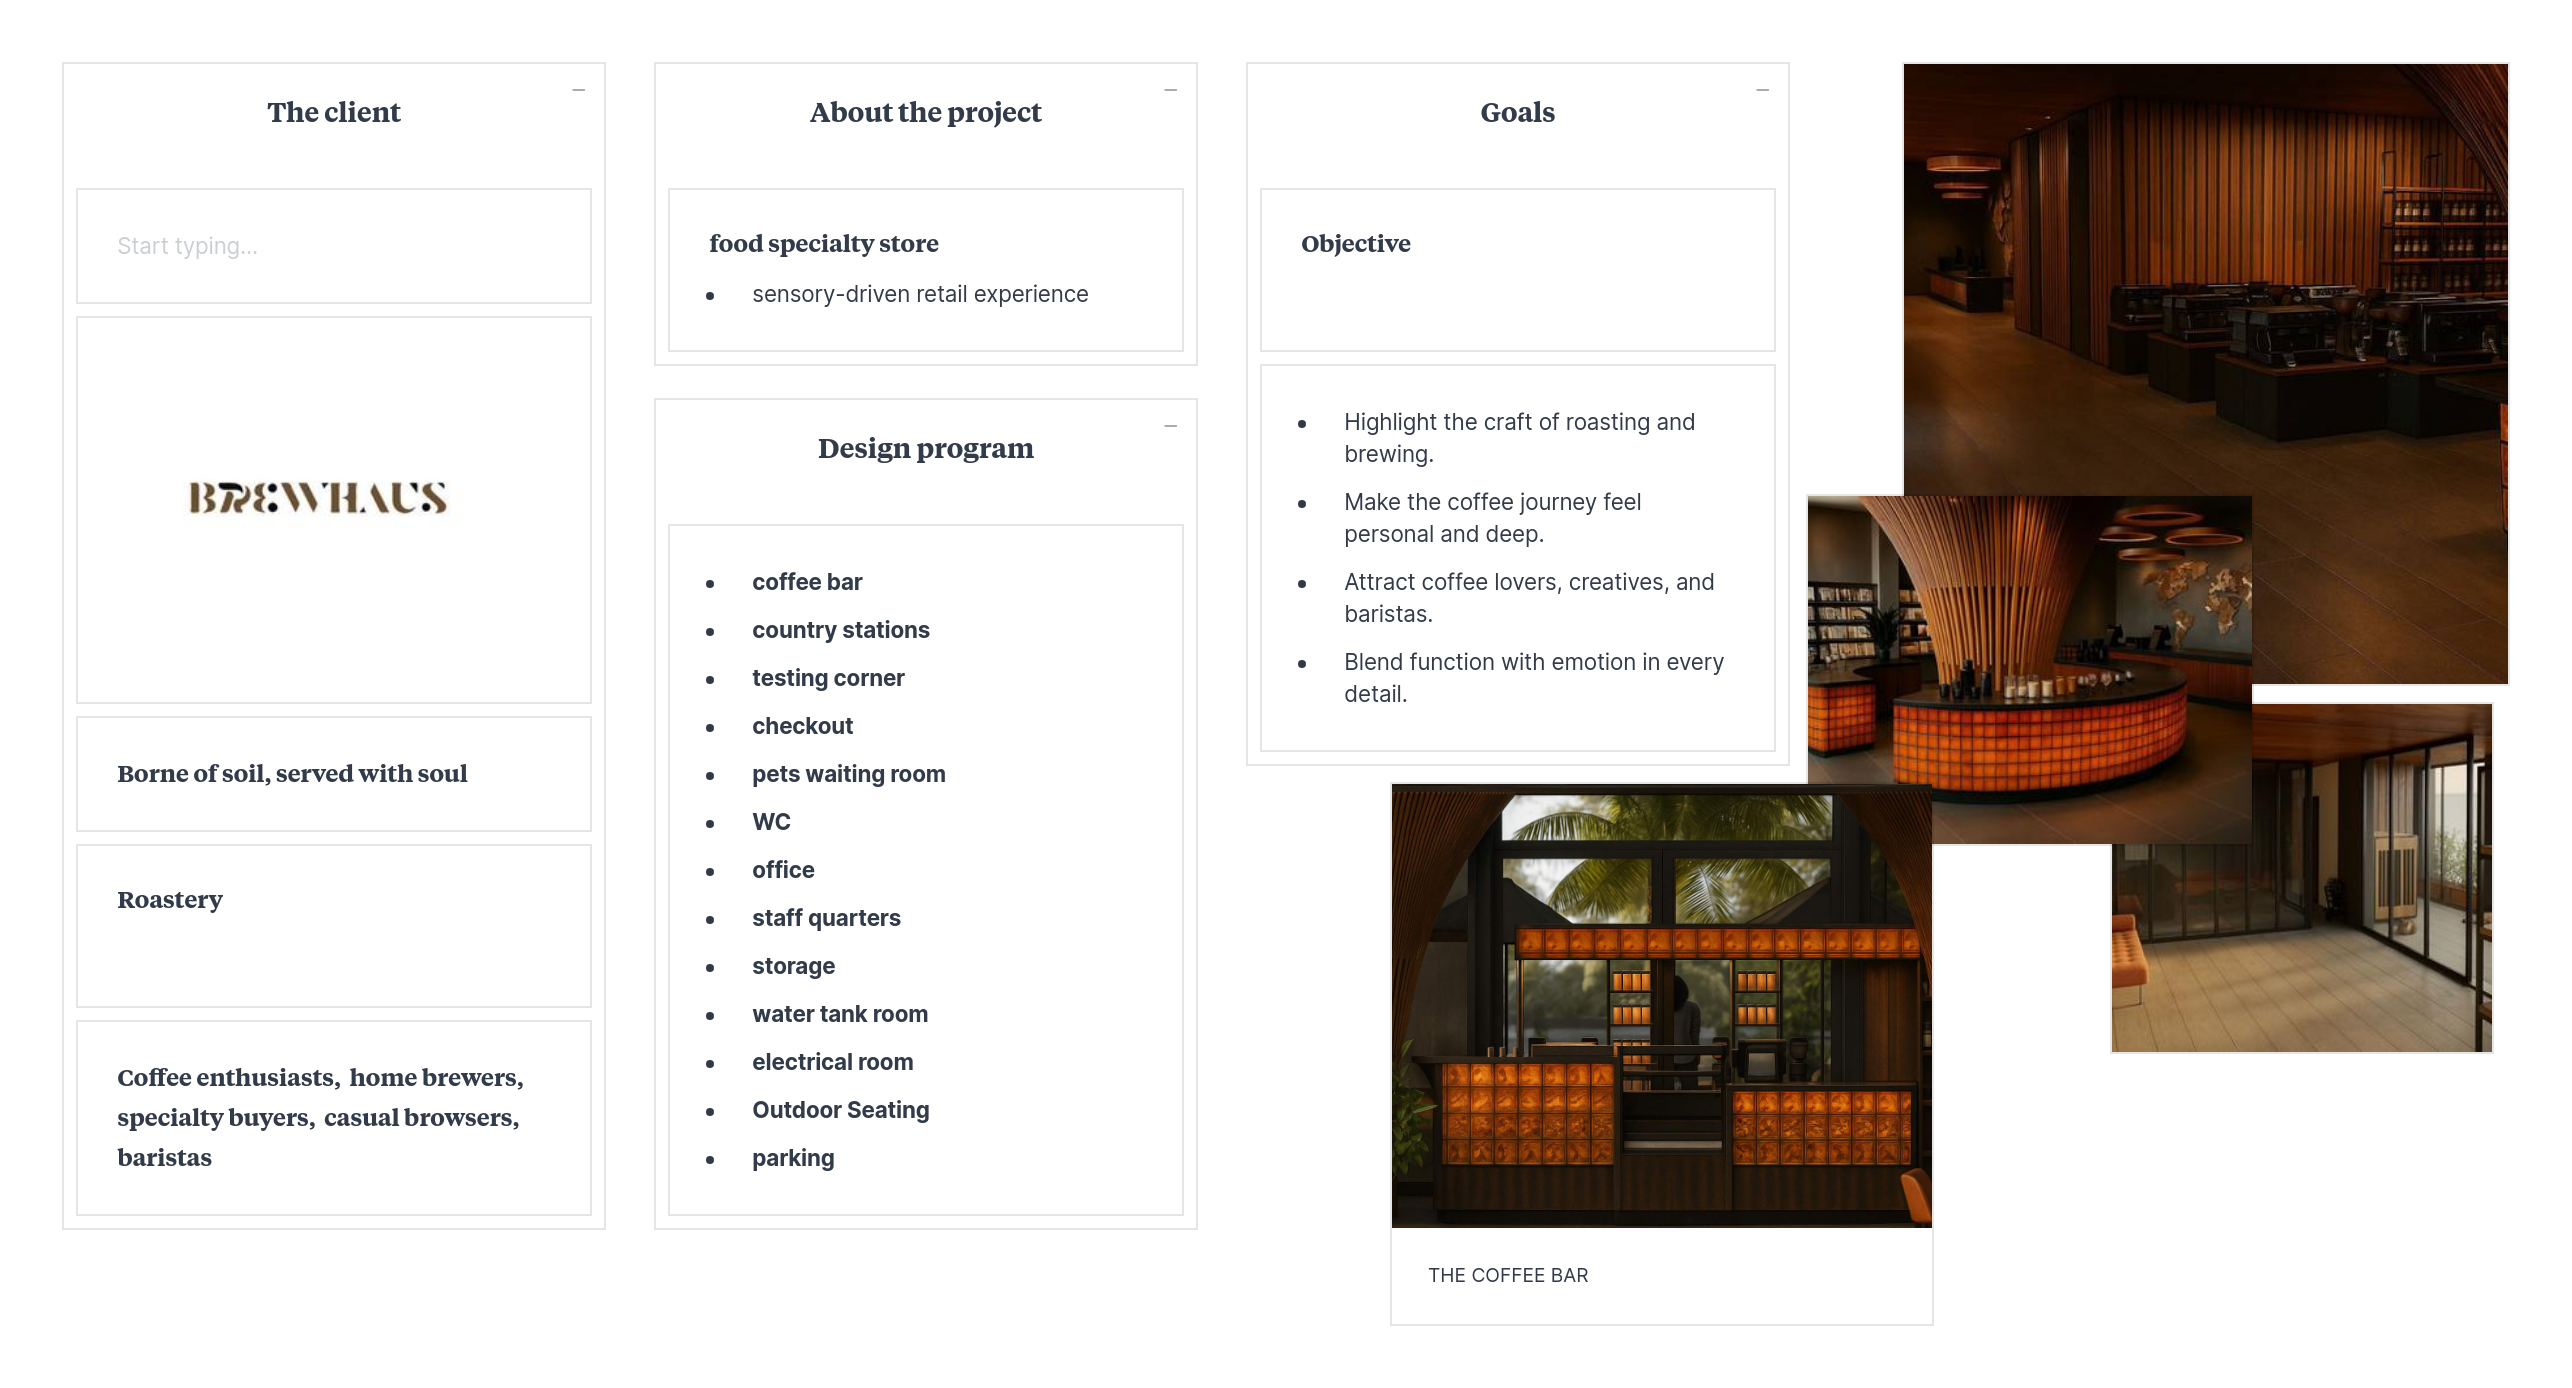 The client
Start typing...
BREWHAUS
Borne of soil, served with soul
Roastery
Coffee enthusiasts, home brewers,
specialty buyers, casual browsers,
baristas
About the project
food specialty store
• sensory-driven retail experience
Design program
• coffee bar
• country stations
• testing corner
• checkout
• pets waiting room
• WC
• office
• staff quarters
• storage
• water tank room
• electrical room
• Outdoor Seating
• parking
Goals
Objective
• Highlight the craft of roasting and
brewing.
• Make the coffee journey feel
personal and deep.
• Attract coffee lovers, creatives, and
baristas.
• Blend function with emotion in every
detail.
THE COFFEE BAR